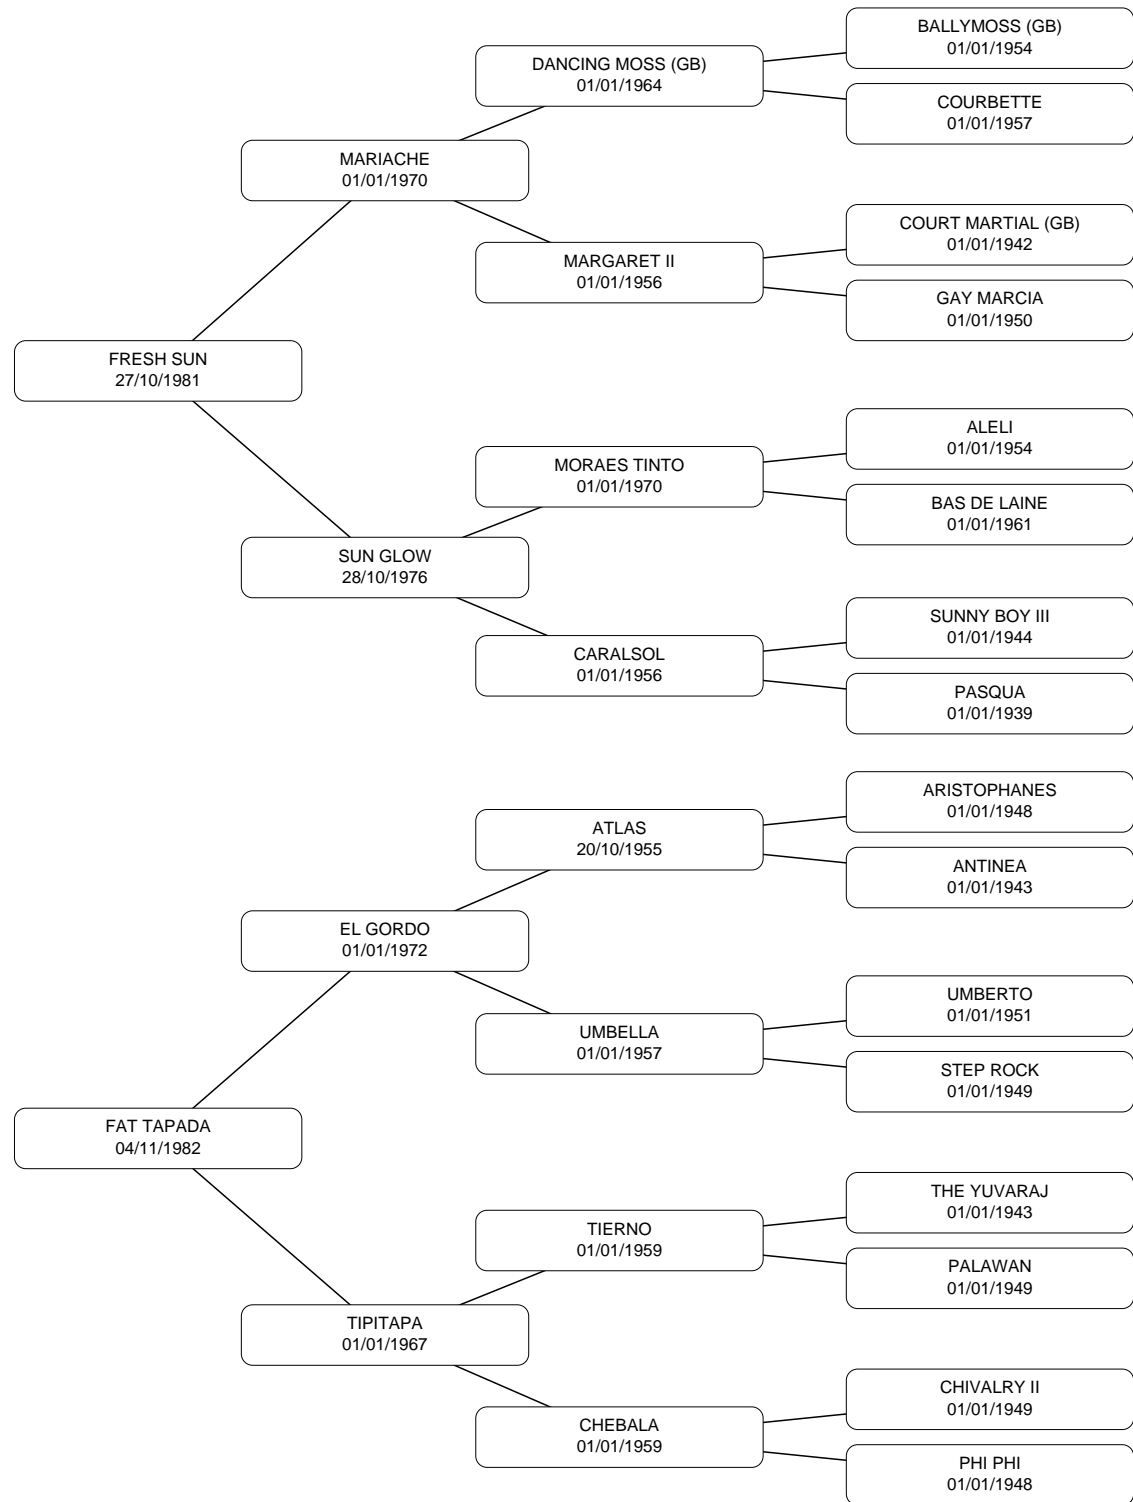 BALLYMOSS (GB)
01/01/1954
DANCING MOSS (GB)
01/01/1964
COURBETTE
01/01/1957
MARIACHE
01/01/1970
COURT MARTIAL (GB)
01/01/1942
MARGARET II
01/01/1956
GAY MARCIA
01/01/1950
FRESH SUN
27/10/1981
ALELI
01/01/1954
MORAES TINTO
01/01/1970
BAS DE LAINE
01/01/1961
SUN GLOW
28/10/1976
SUNNY BOY III
01/01/1944
CARALSOL
01/01/1956
PASQUA
01/01/1939
ARISTOPHANES
01/01/1948
ATLAS
20/10/1955
ANTINEA
01/01/1943
EL GORDO
01/01/1972
UMBERTO
01/01/1951
UMBELLA
01/01/1957
STEP ROCK
01/01/1949
FAT TAPADA
04/11/1982
THE YUVARAJ
01/01/1943
TIERNO
01/01/1959
PALAWAN
01/01/1949
TIPITAPA
01/01/1967
CHIVALRY II
01/01/1949
CHEBALA
01/01/1959
PHI PHI
01/01/1948